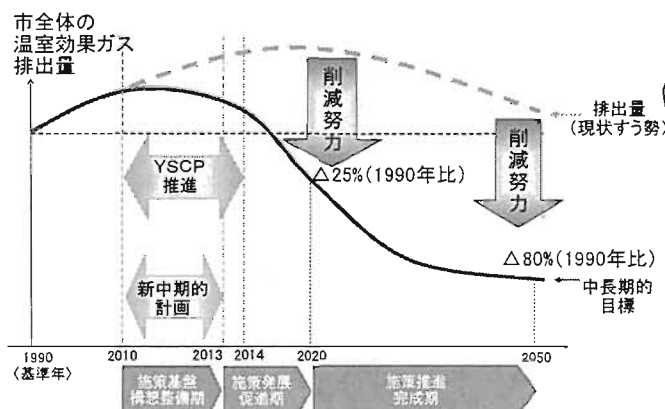 市全体の
温室効果ガス
排出量
削減努力
排出量
(現状すう勢)
削減努力
YSCP
推進
△25%(1990年比)
△80%(1990年比)
新中期的
計画
中長期的
目標
1990
2010
2013
2014
2020
2050
〈基準年〉
施策基盤
構想整備期
施策発展
促進期
施策推進
完成期